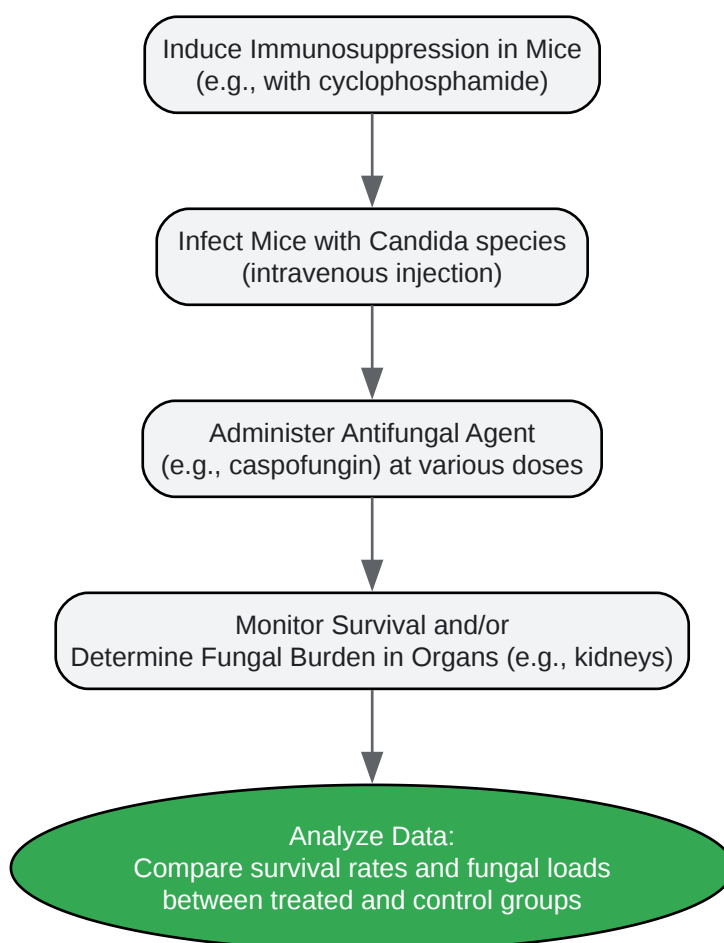 Induce Immunosuppression in Mice
(e.g., with cyclophosphamide)
Infect Mice with Candida species
(intravenous injection)
Administer Antifungal Agent
(e.g., caspofungin) at various doses
Monitor Survival and/or
Determine Fungal Burden in Organs (e.g., kidneys)
Analyze Data:
Compare survival rates and fungal loads
between treated and control groups